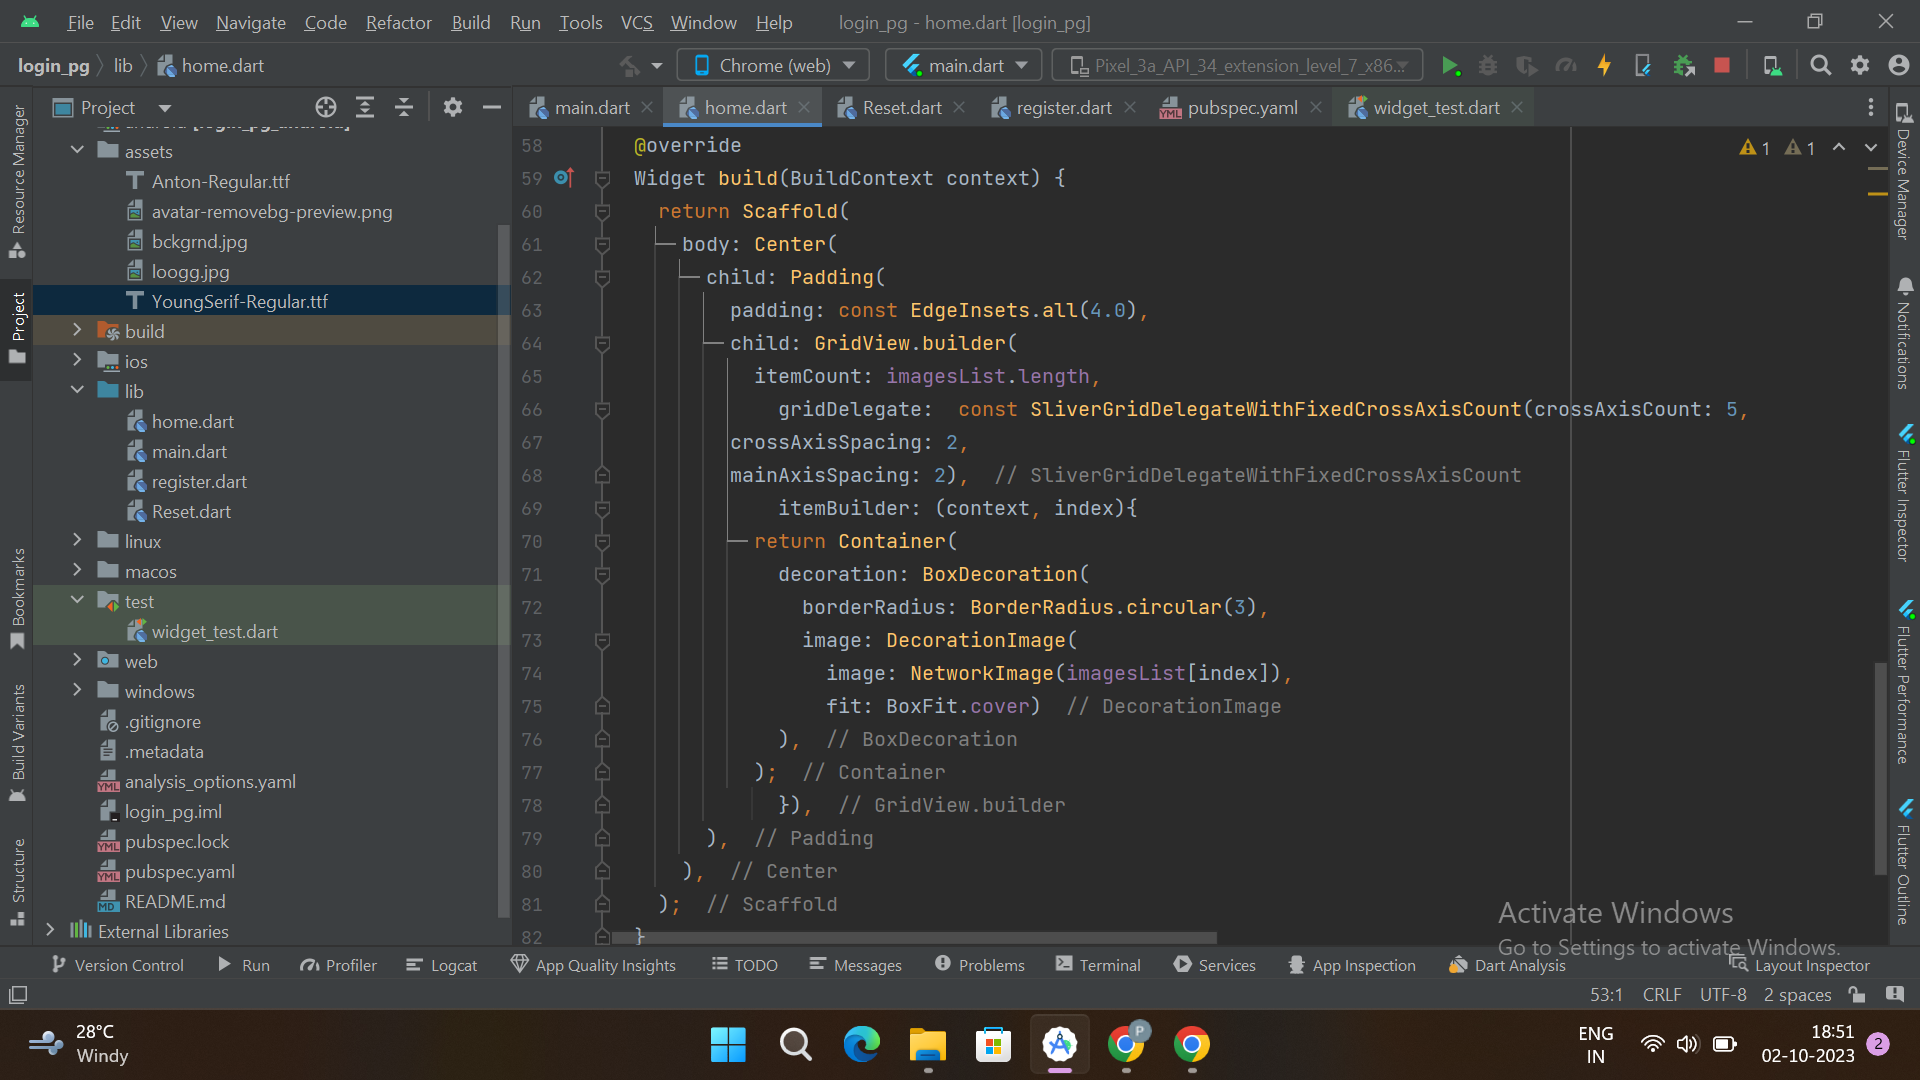 File Edit View Navigate Code Refactor Build Run Tools VCS Window Help login_pg - home.dart [login_pg]
login_pg lib home.dart Chrome (web) main.dart Pixel_3a_API_34_extension_level_7_x86...
Project main.dart home.dart Reset.dart register.dart pubspec.yaml widget_test.dart
Resource Manager
Project
Bookmarks
Build Variants
Structure
assets
Anton-Regular.ttf
avatar-removebg-preview.png
bckgrnd.jpg
loogg.jpg
YoungSerif-Regular.ttf
build
ios
lib
home.dart
main.dart
register.dart
Reset.dart
linux
macos
test
widget_test.dart
web
windows
.gitignore
.metadata
analysis_options.yaml
login_pg.iml
pubspec.lock
pubspec.yaml
README.md
External Libraries
58 @override
59 Widget build(BuildContext context) {
60 return Scaffold(
61 body: Center(
62 child: Padding(
63 padding: const EdgeInsets.all(4.0),
64 child: GridView.builder(
65 itemCount: imagesList.length,
66 gridDelegate: const SliverGridDelegateWithFixedCrossAxisCount(crossAxisCount: 5,
67 crossAxisSpacing: 2,
68 mainAxisSpacing: 2), // SliverGridDelegateWithFixedCrossAxisCount
69 itemBuilder: (context, index){
70 return Container(
71 decoration: BoxDecoration(
72 borderRadius: BorderRadius.circular(3),
73 image: DecorationImage(
74 image: NetworkImage(imagesList[index]),
75 fit: BoxFit.cover) // DecorationImage
76 ), // BoxDecoration
77 ); // Container
78 }), // GridView.builder
79 ), // Padding
80 ), // Center
81 ); // Scaffold
82 }
1 1
Device Manager
Notifications
Flutter Inspector
Flutter Performance
Flutter Outline
Activate Windows
Go to Settings to activate Windows.
Version Control Run Profiler Logcat App Quality Insights TODO Messages Problems Terminal Services App Inspection Dart Analysis Layout Inspector
53:1 CRLF UTF-8 2 spaces
28°C
Windy
P
ENG
IN
18:51
02-10-2023
2